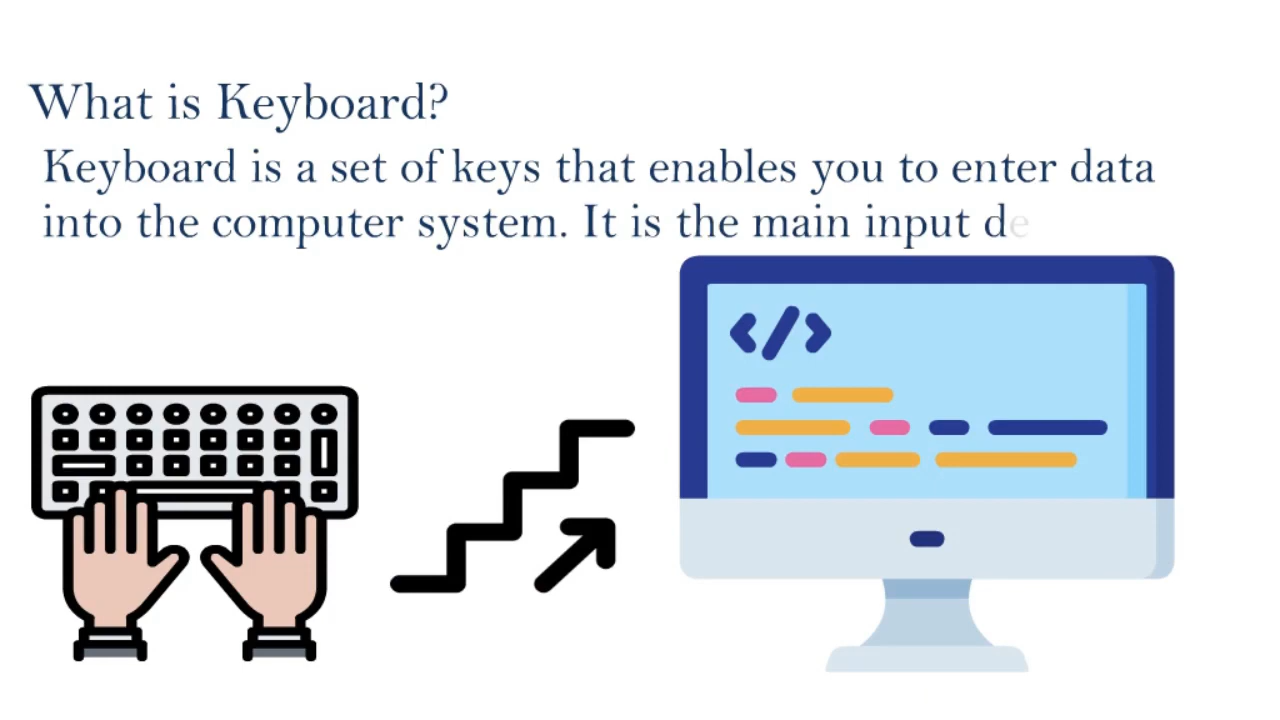 What is Keyboard?
Keyboard is a set of keys that enables you to enter data
into the computer system. It is the main input de
</>